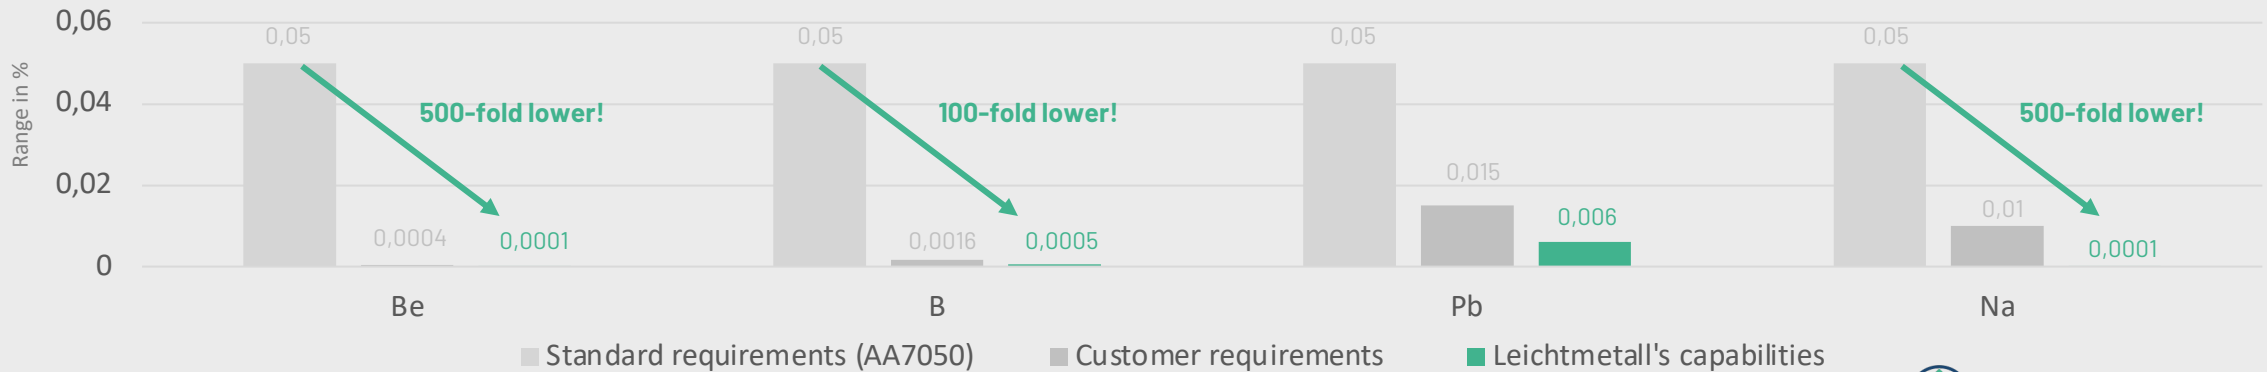 0,06
0,05 0,05 0,05 0,05
Range in %
0,04
500-fold lower! 100-fold lower! 500-fold lower!
0,02
0,015
0,006
0,01
0,0004 0,0001 0,0016 0,0005 0,0001
0
Be B Pb Na
Standard requirements (AA7050) Customer requirements Leichtmetall's capabilities